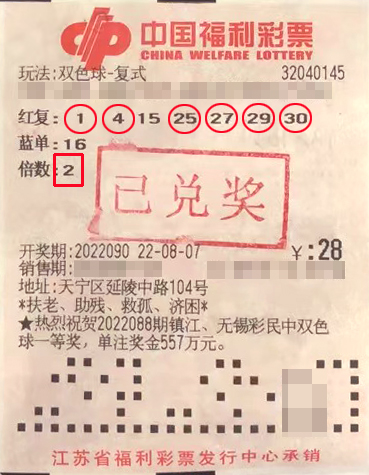 中国福利彩票
CHINA WELFARE LOTTERY
玩法:双色球-复式 32040145
红复: 1 4 15 25 27 29 30
蓝单:16
倍数:2
已兑奖
开奖期:2022090 22-08-07 ¥:28
销售期:
地址:天宁区延陵中路104号
*扶老、助残、救孤、济困*
★热烈祝贺2022088期镇江、无锡彩民中双色
球一等奖，单注奖金557万元。
江苏省福利彩票发行中心承销